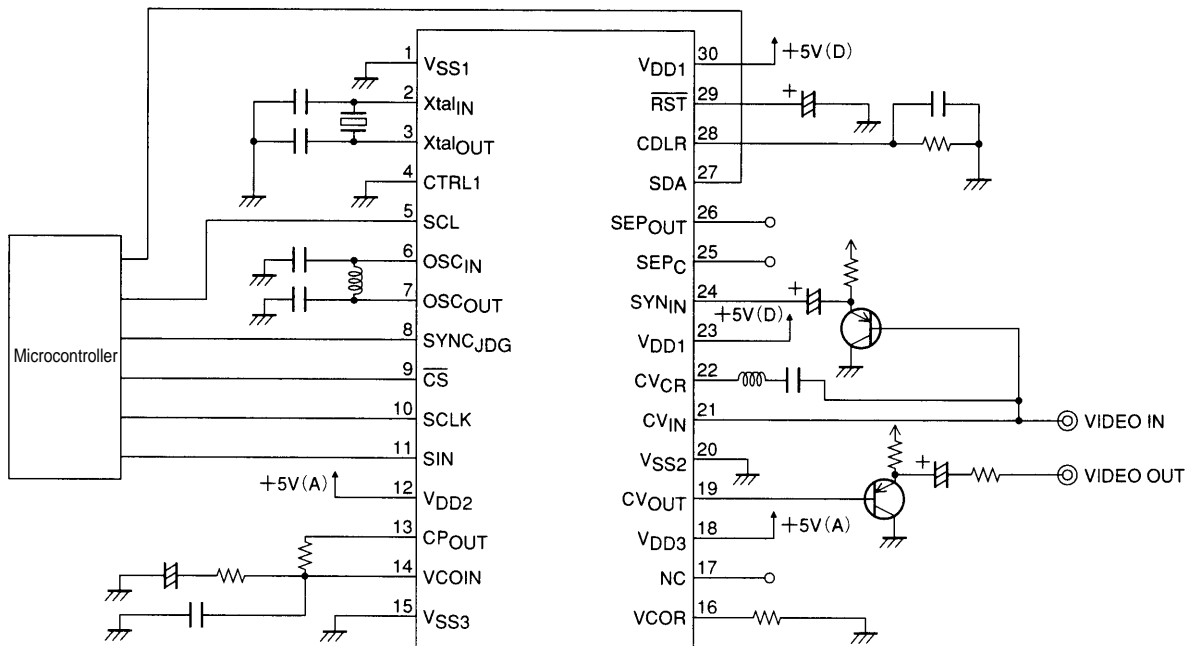 Microcontroller
1 VSS1
2 XtalIN
3 XtalOUT
4 CTRL1
5 SCL
6 OSCIN
7 OSCOUT
8 SYNCJDG
9 CS
10 SCLK
11 SIN
+5V(A)
12 VDD2
13 CPOUT
14 VCOIN
15 VSS3
VDD1 30 +5V(D)
RST 29 +
CDLR 28
SDA 27
SEPOUT 26
SEPC 25
SYNIN 24 +
+5V(D)
VDD1 23
CVCR 22
CVIN 21 VIDEO IN
VSS2 20
+ VIDEO OUT
CVOUT 19
VDD3 18 +5V(A)
NC 17
VCOR 16